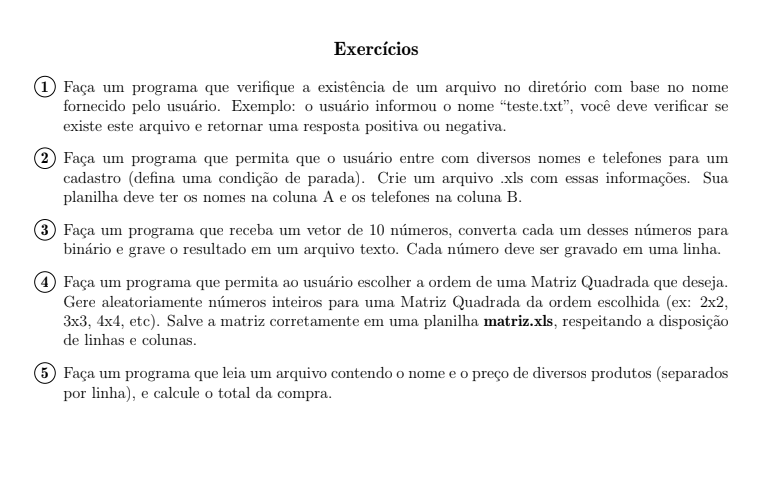 Exercícios
1 Faça um programa que verifique a existência de um arquivo no diretório com base no nome
fornecido pelo usuário. Exemplo: o usuário informou o nome “teste.txt”, você deve verificar se
existe este arquivo e retornar uma resposta positiva ou negativa.
2 Faça um programa que permita que o usuário entre com diversos nomes e telefones para um
cadastro (defina uma condição de parada). Crie um arquivo .xls com essas informações. Sua
planilha deve ter os nomes na coluna A e os telefones na coluna B.
3 Faça um programa que receba um vetor de 10 números, converta cada um desses números para
binário e grave o resultado em um arquivo texto. Cada número deve ser gravado em uma linha.
4 Faça um programa que permita ao usuário escolher a ordem de uma Matriz Quadrada que deseja.
Gere aleatoriamente números inteiros para uma Matriz Quadrada da ordem escolhida (ex: 2x2,
3x3, 4x4, etc). Salve a matriz corretamente em uma planilha matriz.xls, respeitando a disposição
de linhas e colunas.
5 Faça um programa que leia um arquivo contendo o nome e o preço de diversos produtos (separados
por linha), e calcule o total da compra.